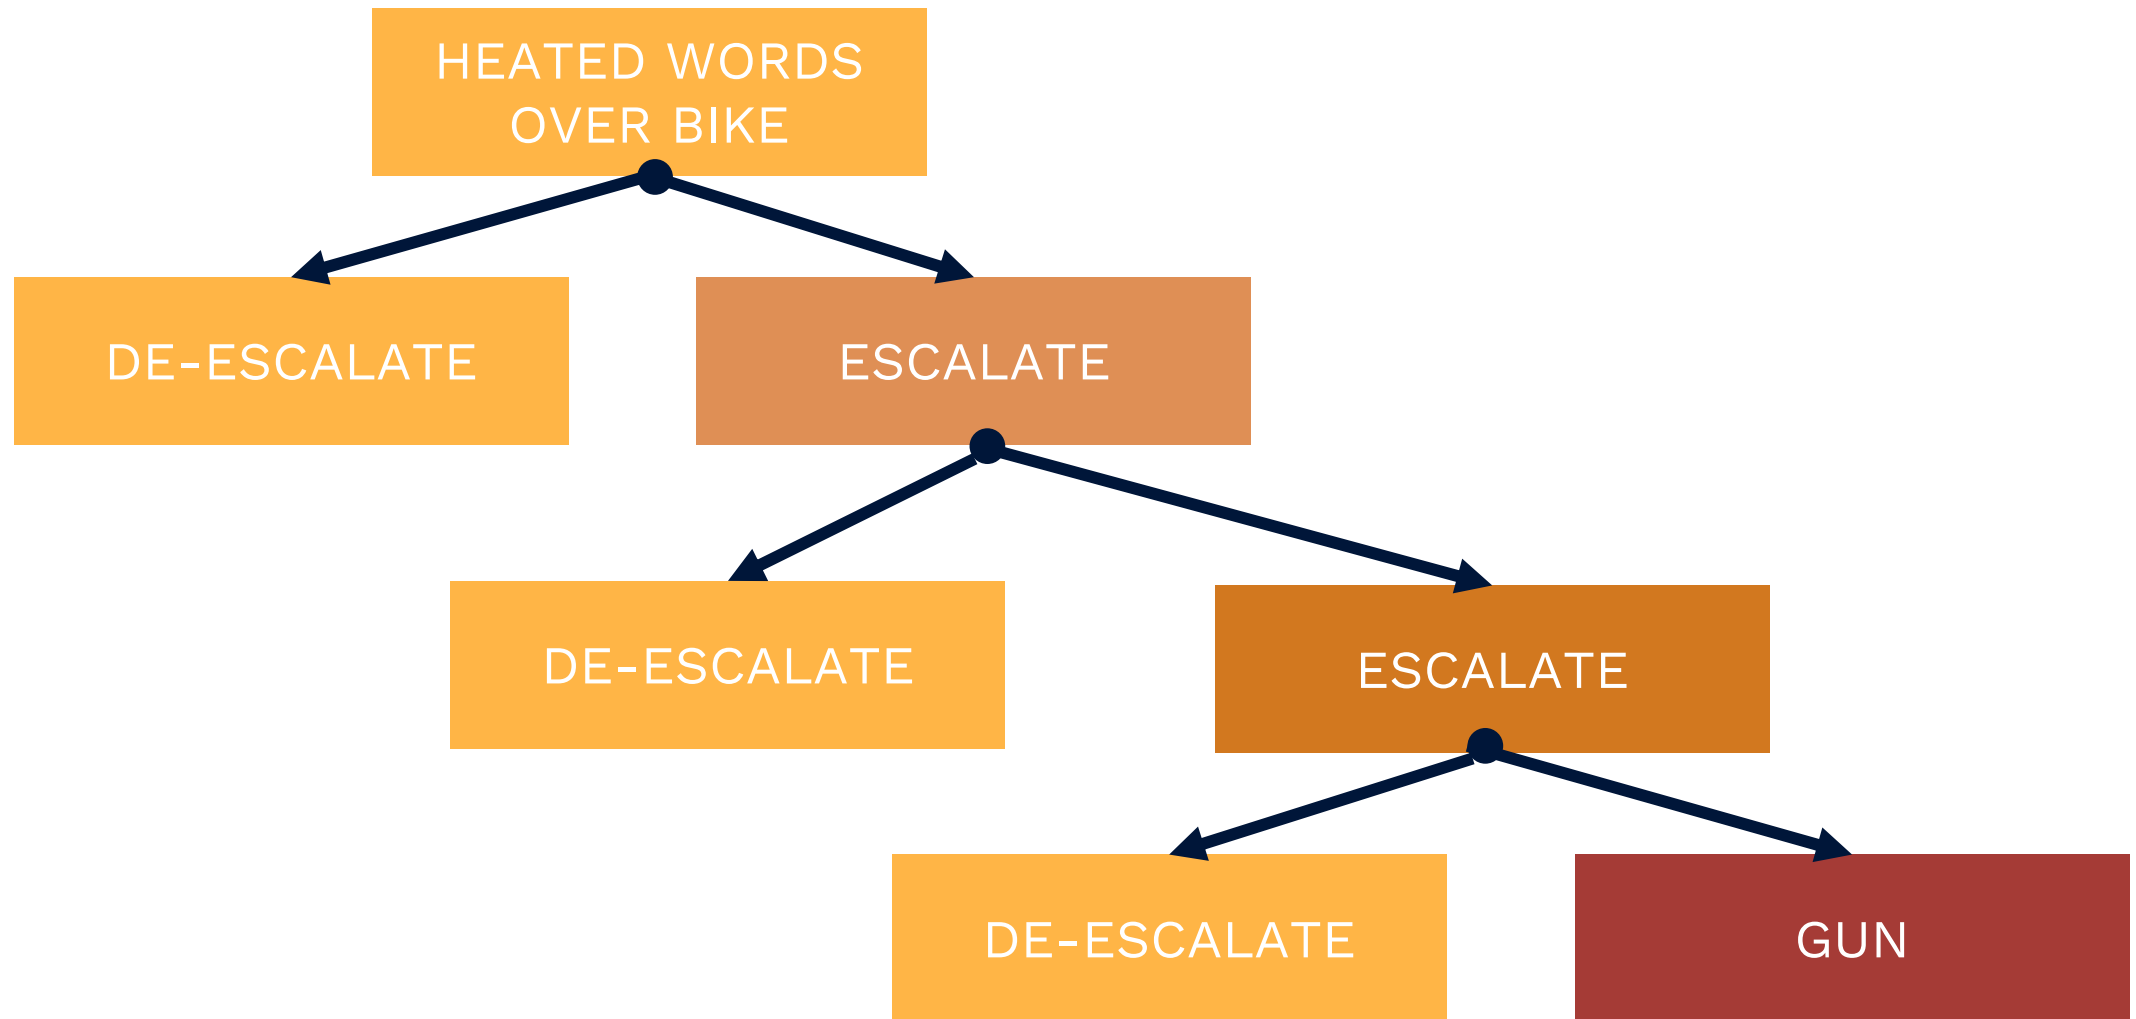 HEATED WORDS
OVER BIKE
DE-ESCALATE
ESCALATE
DE-ESCALATE
ESCALATE
DE-ESCALATE
GUN